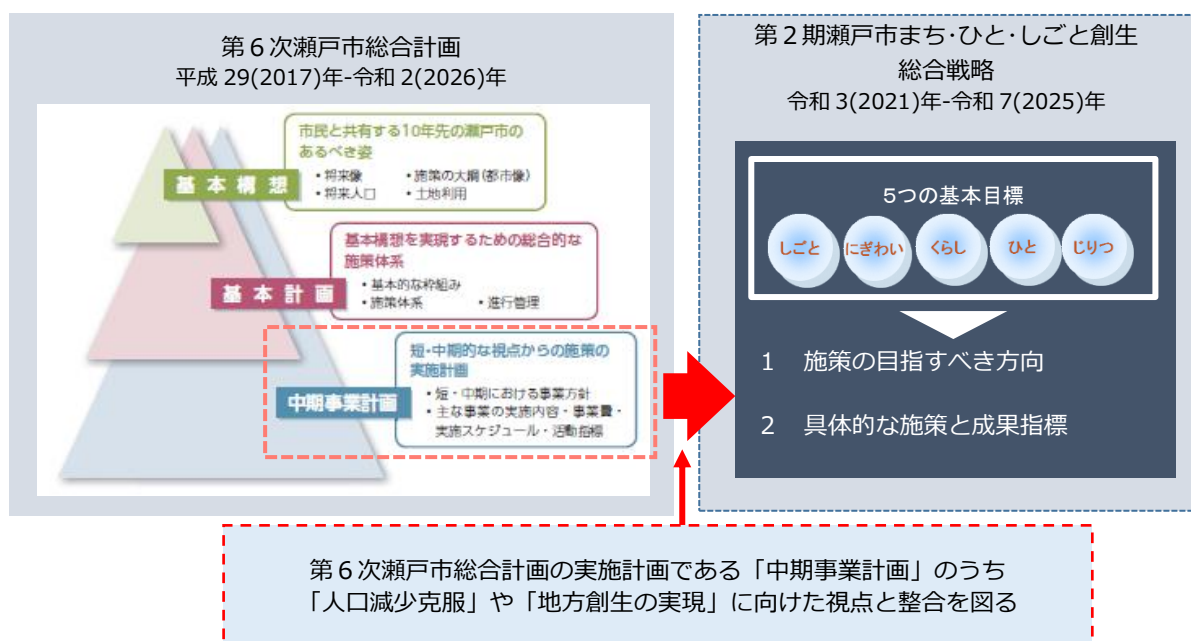 第6次瀬戸市総合計画
平成 29(2017)年-令和 2(2026)年
市民と共有する10年先の瀬戸市の
あるべき姿
・将来像 ・施策の大綱(都市像)
・将来人口 ・土地利用
基本構想
基本構想を実現するための総合的な
施策体系
・基本的な枠組み
・施策体系 ・進行管理
基本計画
短・中期的な視点からの施策の
実施計画
・短・中期における事業方針
・主な事業の実施内容・事業費・
実施スケジュール・活動指標
中期事業計画
第2期瀬戸市まち・ひと・しごと創生
総合戦略
令和 3(2021)年-令和 7(2025)年
5つの基本目標
しごと にぎわい くらし ひと じりつ
1 施策の目指すべき方向
2 具体的な施策と成果指標
第6次瀬戸市総合計画の実施計画である「中期事業計画」のうち
「人口減少克服」や「地方創生の実現」に向けた視点と整合を図る